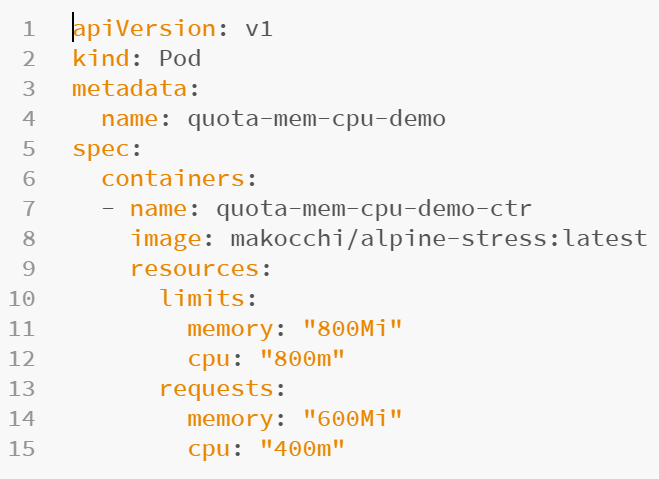 1 apiVersion: v1
2 kind: Pod
3 metadata:
4   name: quota-mem-cpu-demo
5 spec:
6   containers:
7   - name: quota-mem-cpu-demo-ctr
8     image: makocchi/alpine-stress:latest
9     resources:
10       limits:
11         memory: "800Mi"
12         cpu: "800m"
13       requests:
14         memory: "600Mi"
15         cpu: "400m"